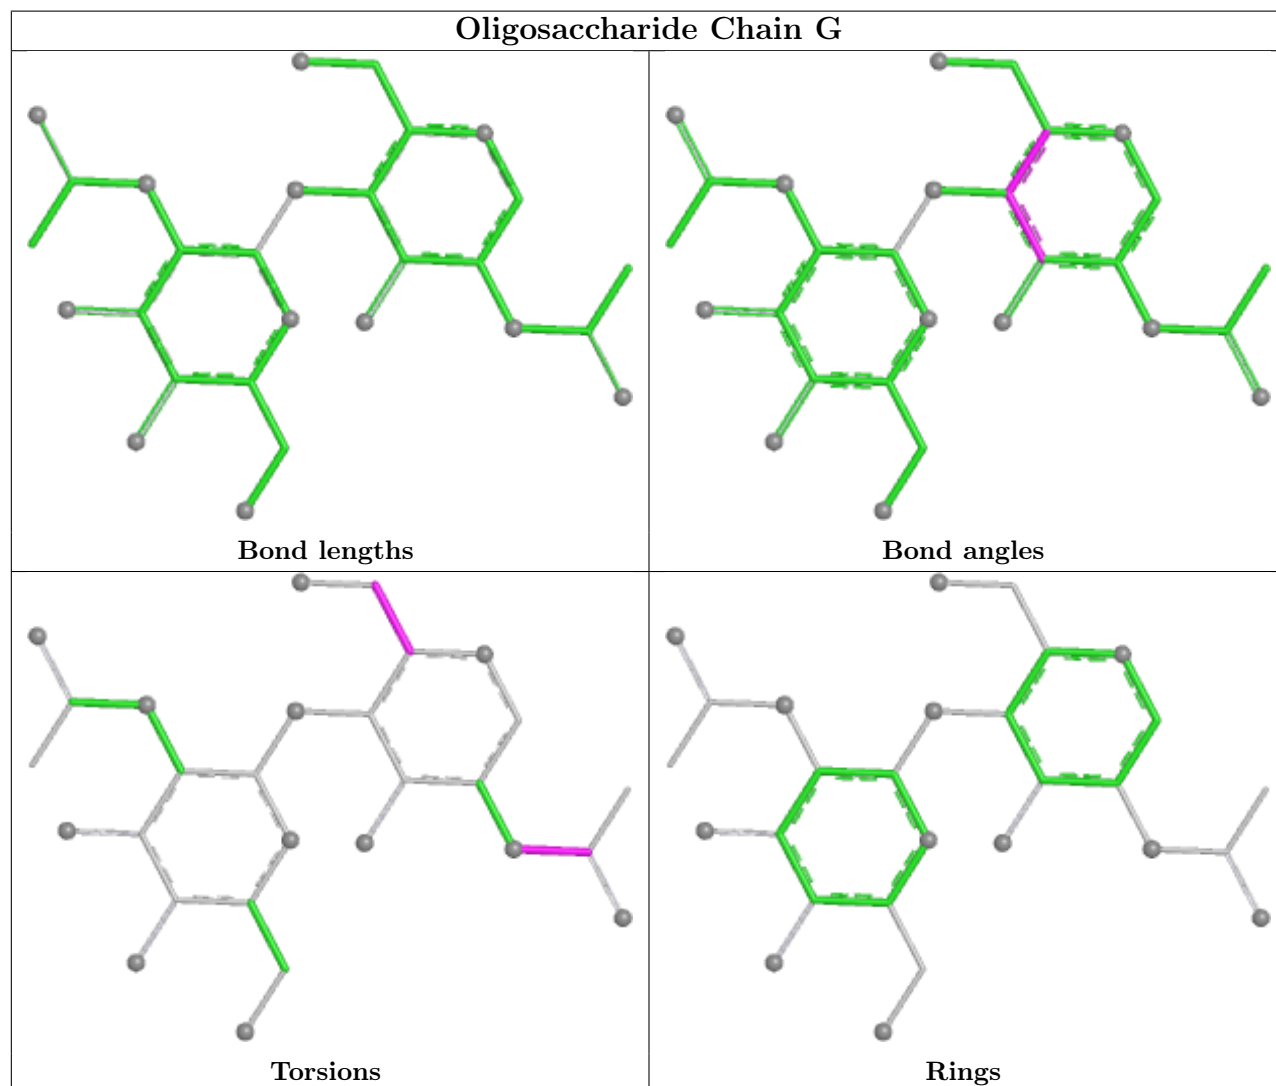 Oligosaccharide Chain G
Bond lengths
Bond angles
Torsions
Rings